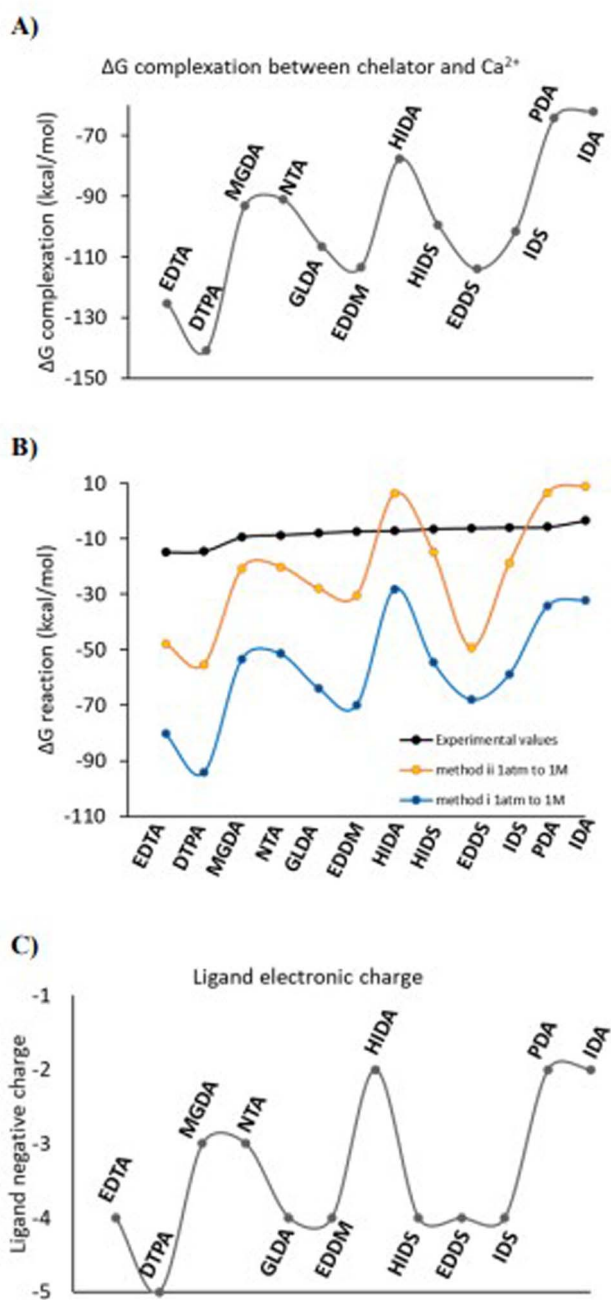 A)
ΔG complexation between chelator and Ca²⁺
ΔG complexation (kcal/mol)
-70
-90
-110
-130
-150
EDTA
DTPA
MGDA
NTA
GLDA
EDDM
HIDA
HIDS
EDDS
IDS
PDA
IDA
B)
ΔG reaction (kcal/mol)
10
-10
-30
-50
-70
-90
-110
Experimental values
method ii 1atm to 1M
method i 1atm to 1M
EDTA
DTPA
MGDA
NTA
GLDA
EDDM
HIDA
HIDS
EDDS
IDS
PDA
IDA
C)
Ligand electronic charge
Ligand negative charge
-1
-2
-3
-4
-5
EDTA
DTPA
MGDA
NTA
GLDA
EDDM
HIDA
HIDS
EDDS
IDS
PDA
IDA